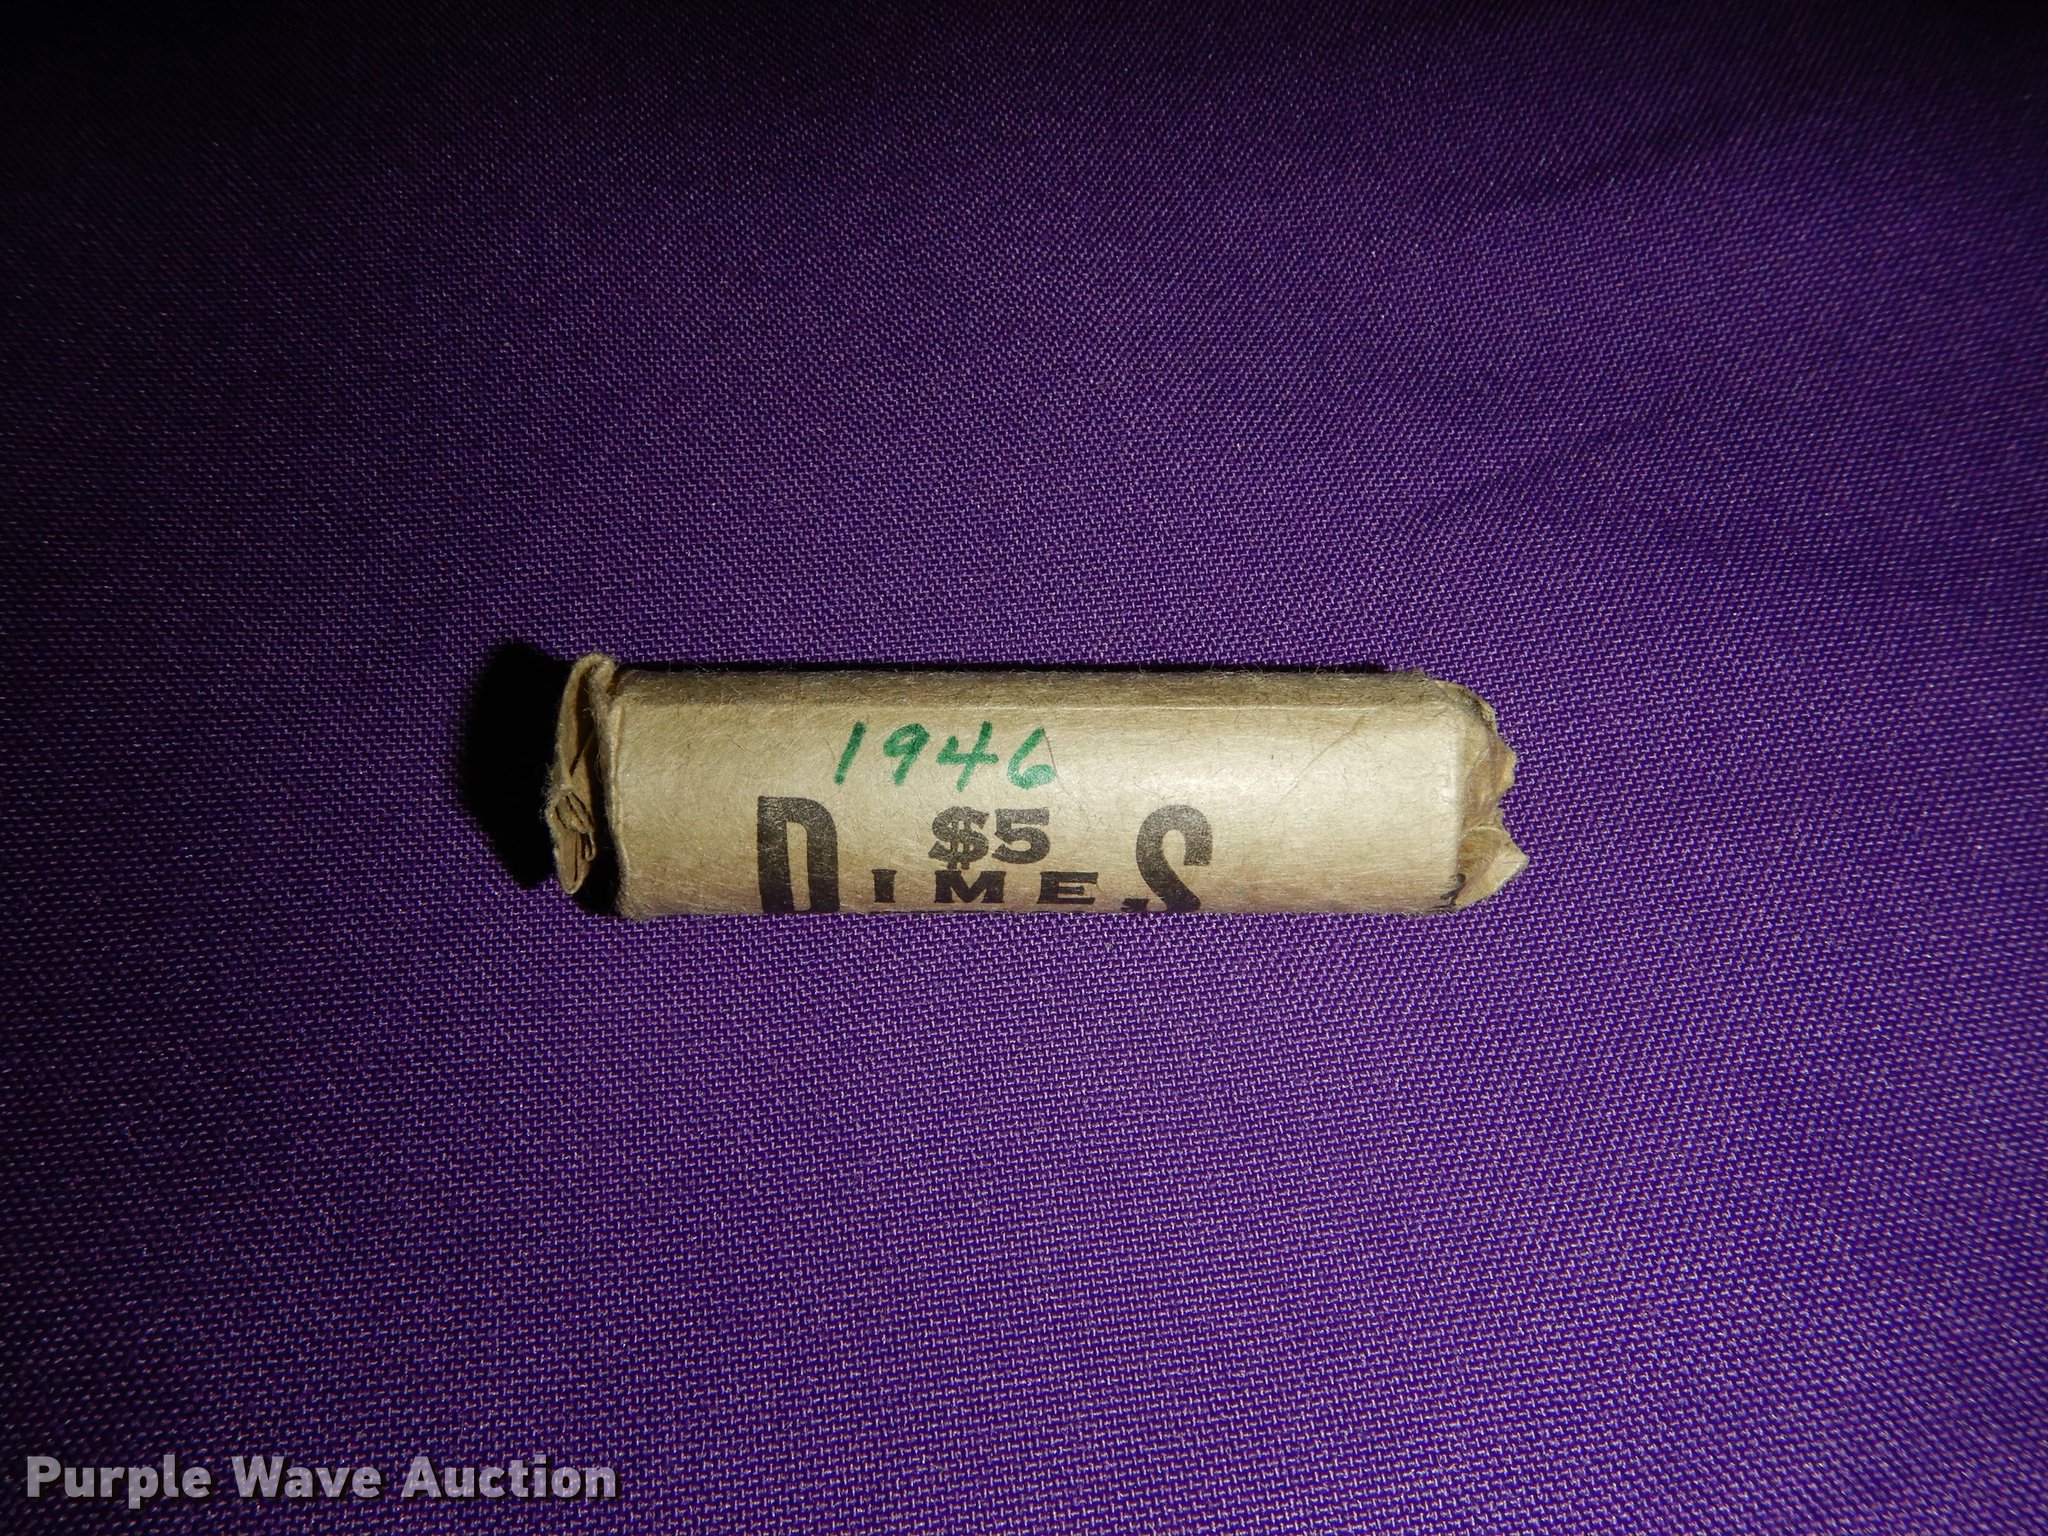 1946
$5
DIMES
Purple Wave Auction